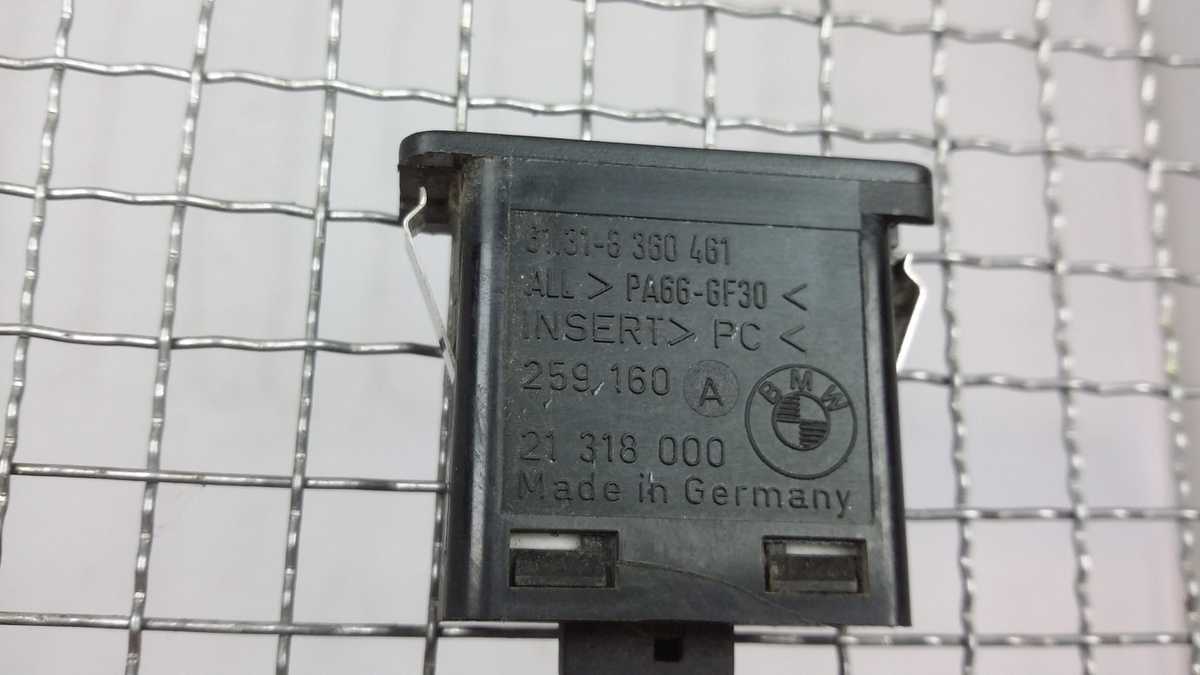 61.31-6 360 461
ALL > PA66-GF30 <
INSERT> PC <
259 160 A
BMW
21 318 000
Made in Germany